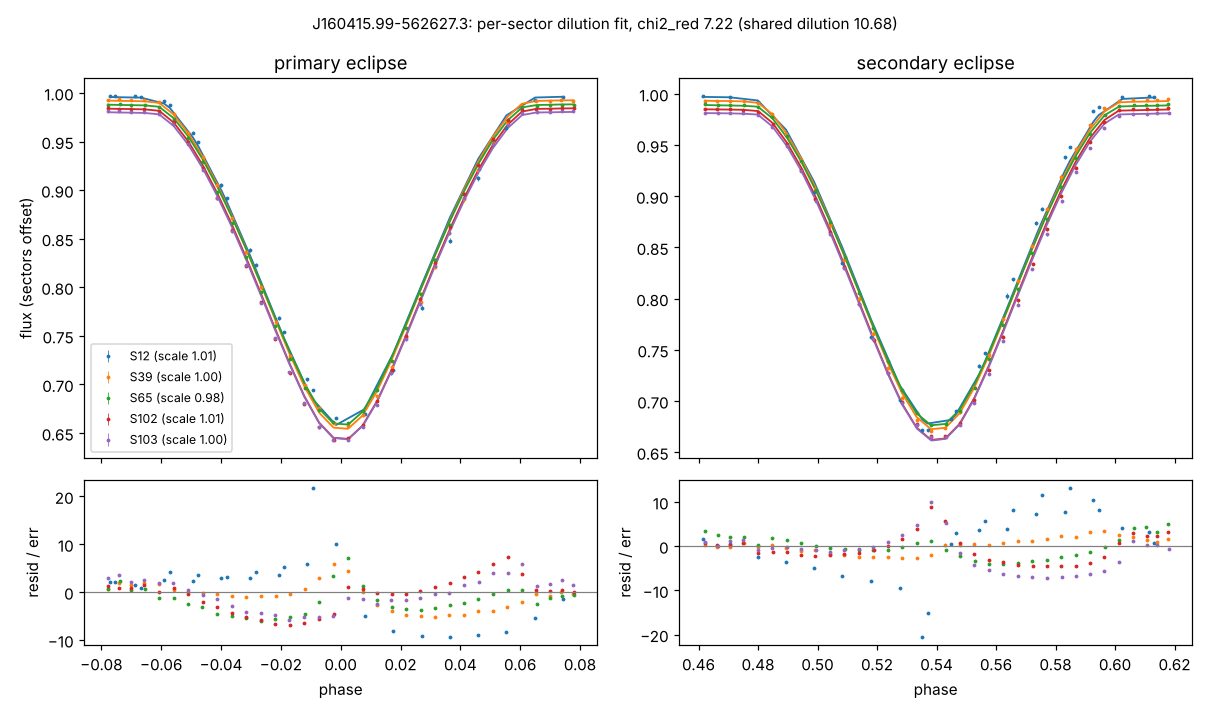 J160415.99-562627.3: per-sector dilution fit, chi2_red 7.22 (shared dilution 10.68)
primary eclipse
secondary eclipse
flux (sectors offset)
1.00
0.95
0.90
0.85
0.80
0.75
0.70
0.65
S12 (scale 1.01)
S39 (scale 1.00)
S65 (scale 0.98)
S102 (scale 1.01)
S103 (scale 1.00)
1.00
0.95
0.90
0.85
0.80
0.75
0.70
0.65
resid / err
20
10
0
−10
−0.08 −0.06 −0.04 −0.02 0.00 0.02 0.04 0.06 0.08
phase
resid / err
10
0
−10
−20
0.46 0.48 0.50 0.52 0.54 0.56 0.58 0.60 0.62
phase